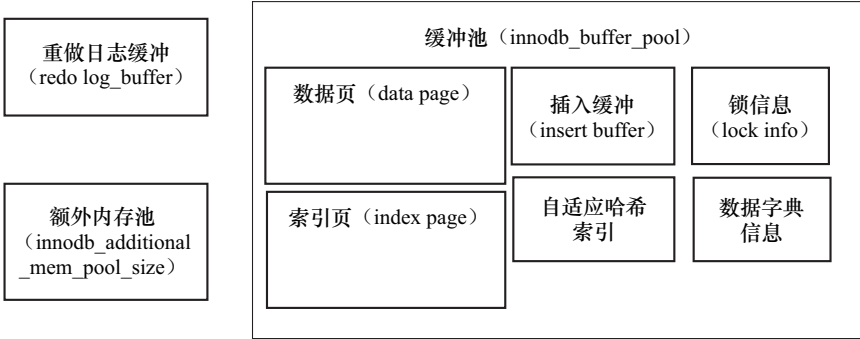 重做日志缓冲
（redo log_buffer）
额外内存池
（innodb_additional
_mem_pool_size）
缓冲池（innodb_buffer_pool）
数据页（data page）
插入缓冲
（insert buffer）
锁信息
（lock info）
索引页（index page）
自适应哈希
索引
数据字典
信息